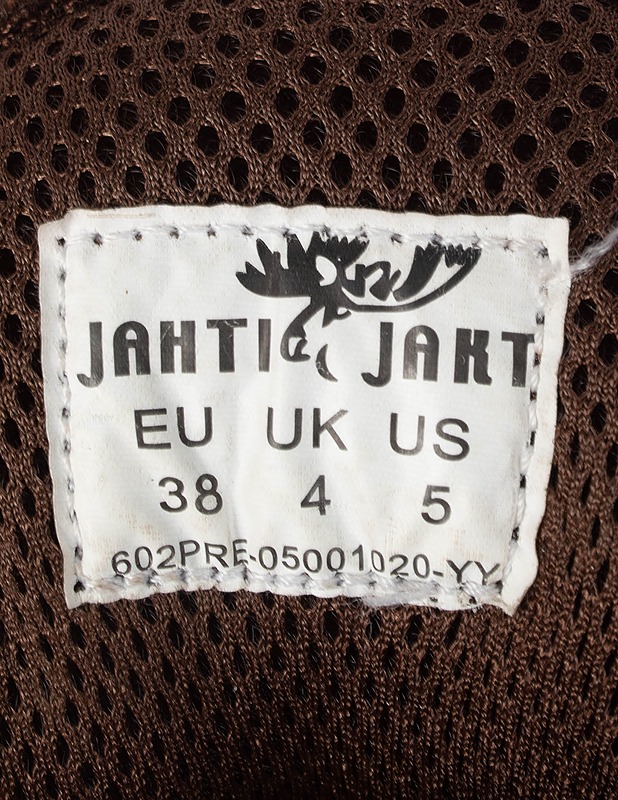 JAHTI JAKT
EU UK US
38 4 5
602PRE-05001020-YY